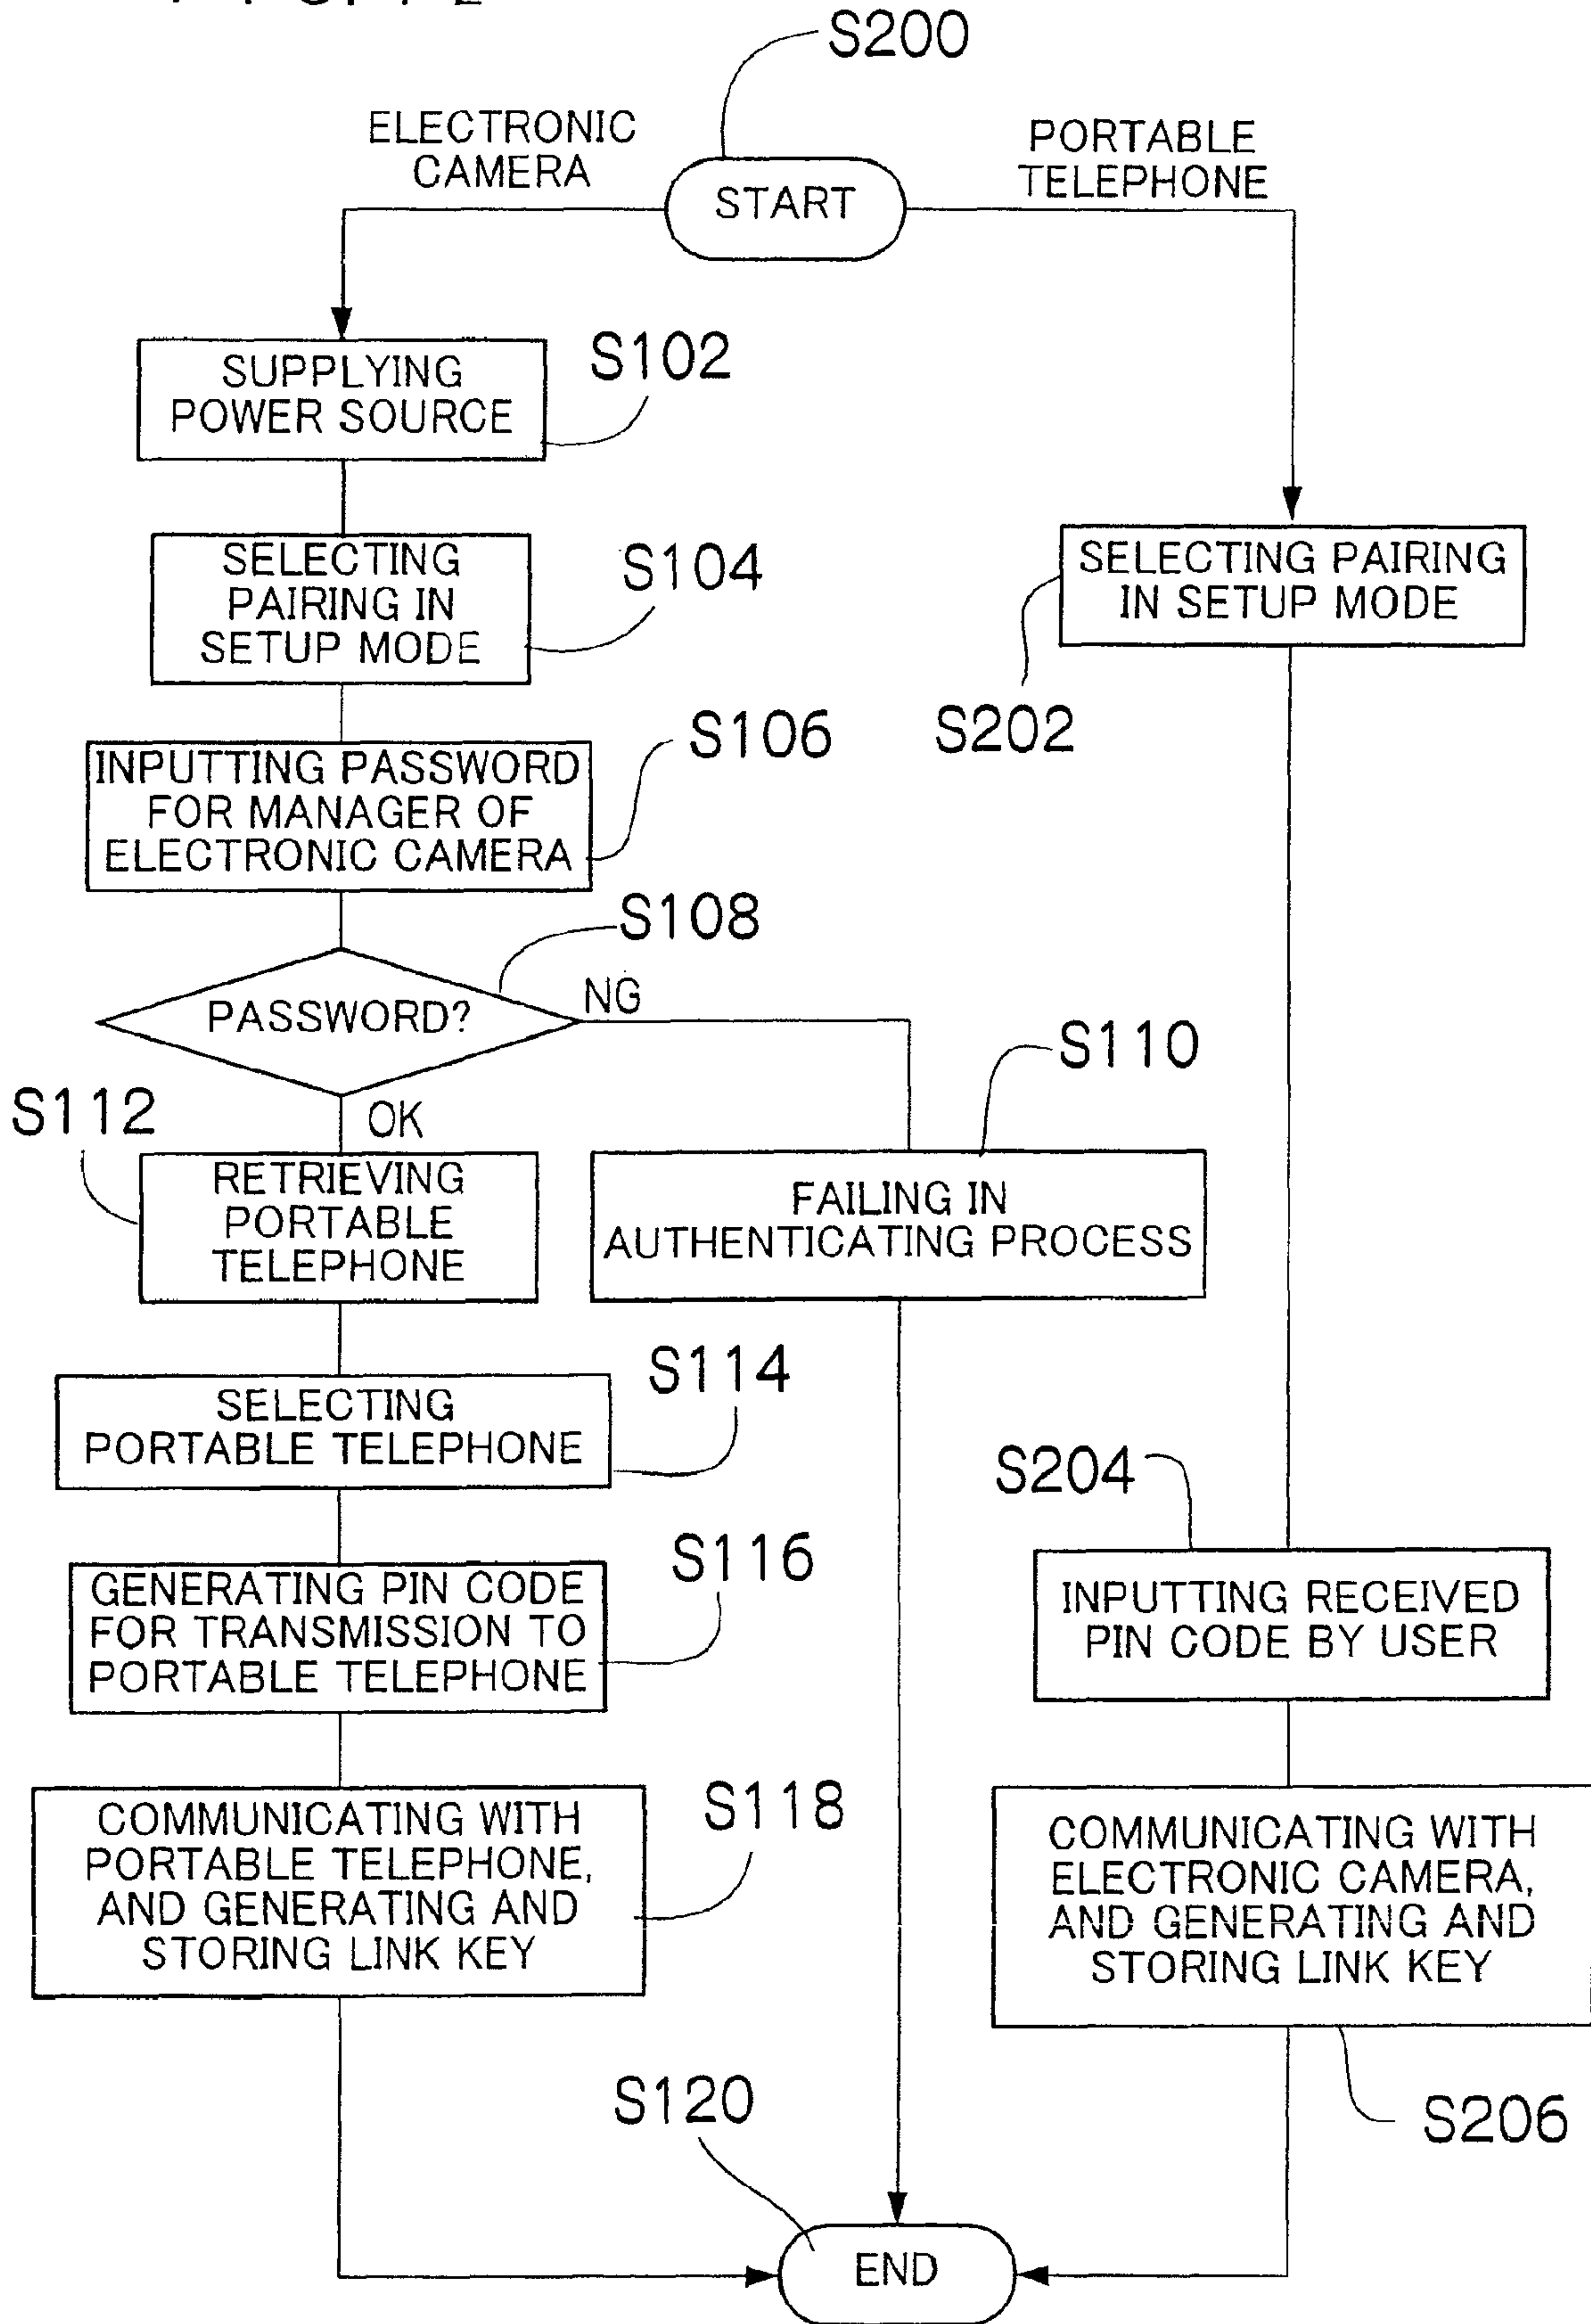 S200
ELECTRONIC
CAMERA
START
PORTABLE
TELEPHONE
SUPPLYING
POWER SOURCE
S102
SELECTING
PAIRING IN
SETUP MODE
S104
SELECTING PAIRING
IN SETUP MODE
S202
INPUTTING PASSWORD
FOR MANAGER OF
ELECTRONIC CAMERA
S106
S108
PASSWORD?
NG
S110
S112
OK
RETRIEVING
PORTABLE
TELEPHONE
FAILING IN
AUTHENTICATING PROCESS
S114
SELECTING
PORTABLE TELEPHONE
S204
S116
GENERATING PIN CODE
FOR TRANSMISSION TO
PORTABLE TELEPHONE
INPUTTING RECEIVED
PIN CODE BY USER
S118
COMMUNICATING WITH
PORTABLE TELEPHONE,
AND GENERATING AND
STORING LINK KEY
COMMUNICATING WITH
ELECTRONIC CAMERA,
AND GENERATING AND
STORING LINK KEY
S120
S206
END